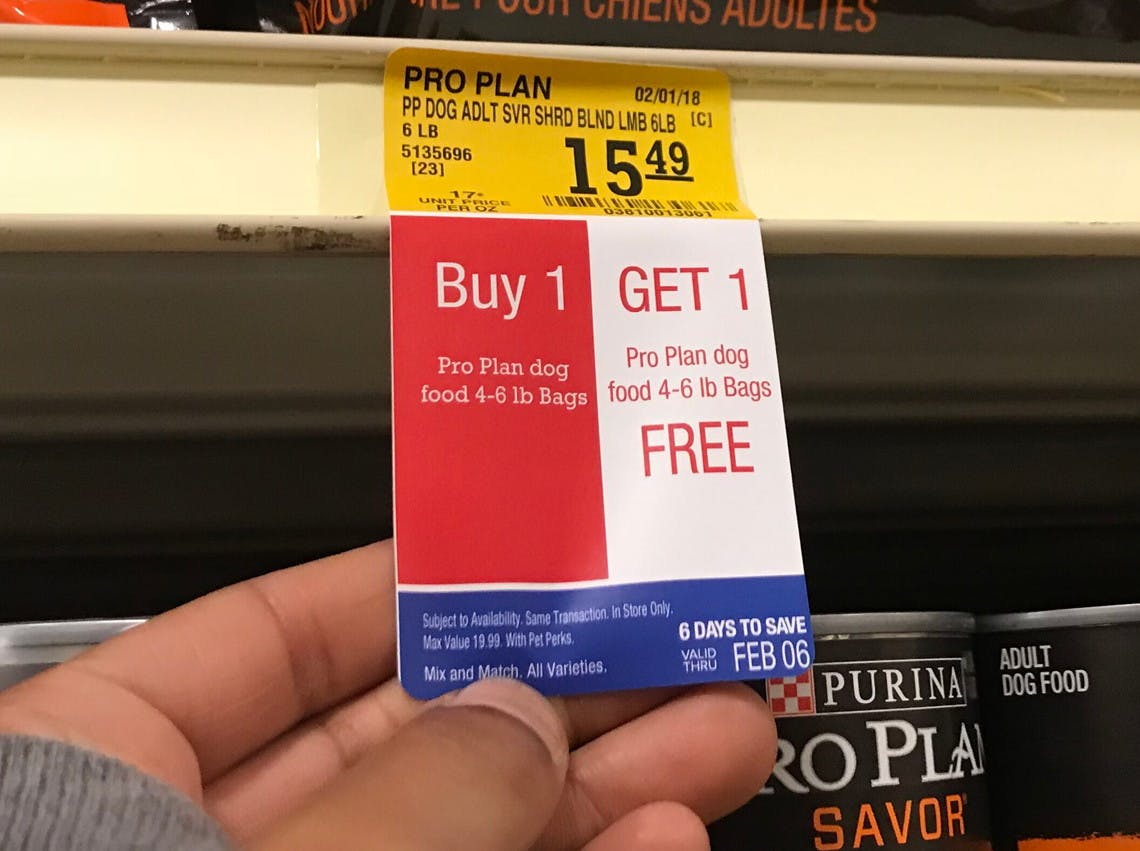 POUR CHIENS ADULTES
PRO PLAN
02/01/18
PP DOG ADLT SVR SHRD BLND LMB 6LB [C]
6 LB
5135696
[23]
15.49
17¢
UNIT PRICE
PER OZ
03810013061
Buy 1
Pro Plan dog
food 4-6 lb Bags
GET 1
Pro Plan dog
food 4-6 lb Bags
FREE
Subject to Availability. Same Transaction. In Store Only.
Max Value 19.99. With Pet Perks.
Mix and Match. All Varieties.
6 DAYS TO SAVE
VALID
THRU
FEB 06
PURINA
PRO PLAN
SAVOR
ADULT
DOG FOOD